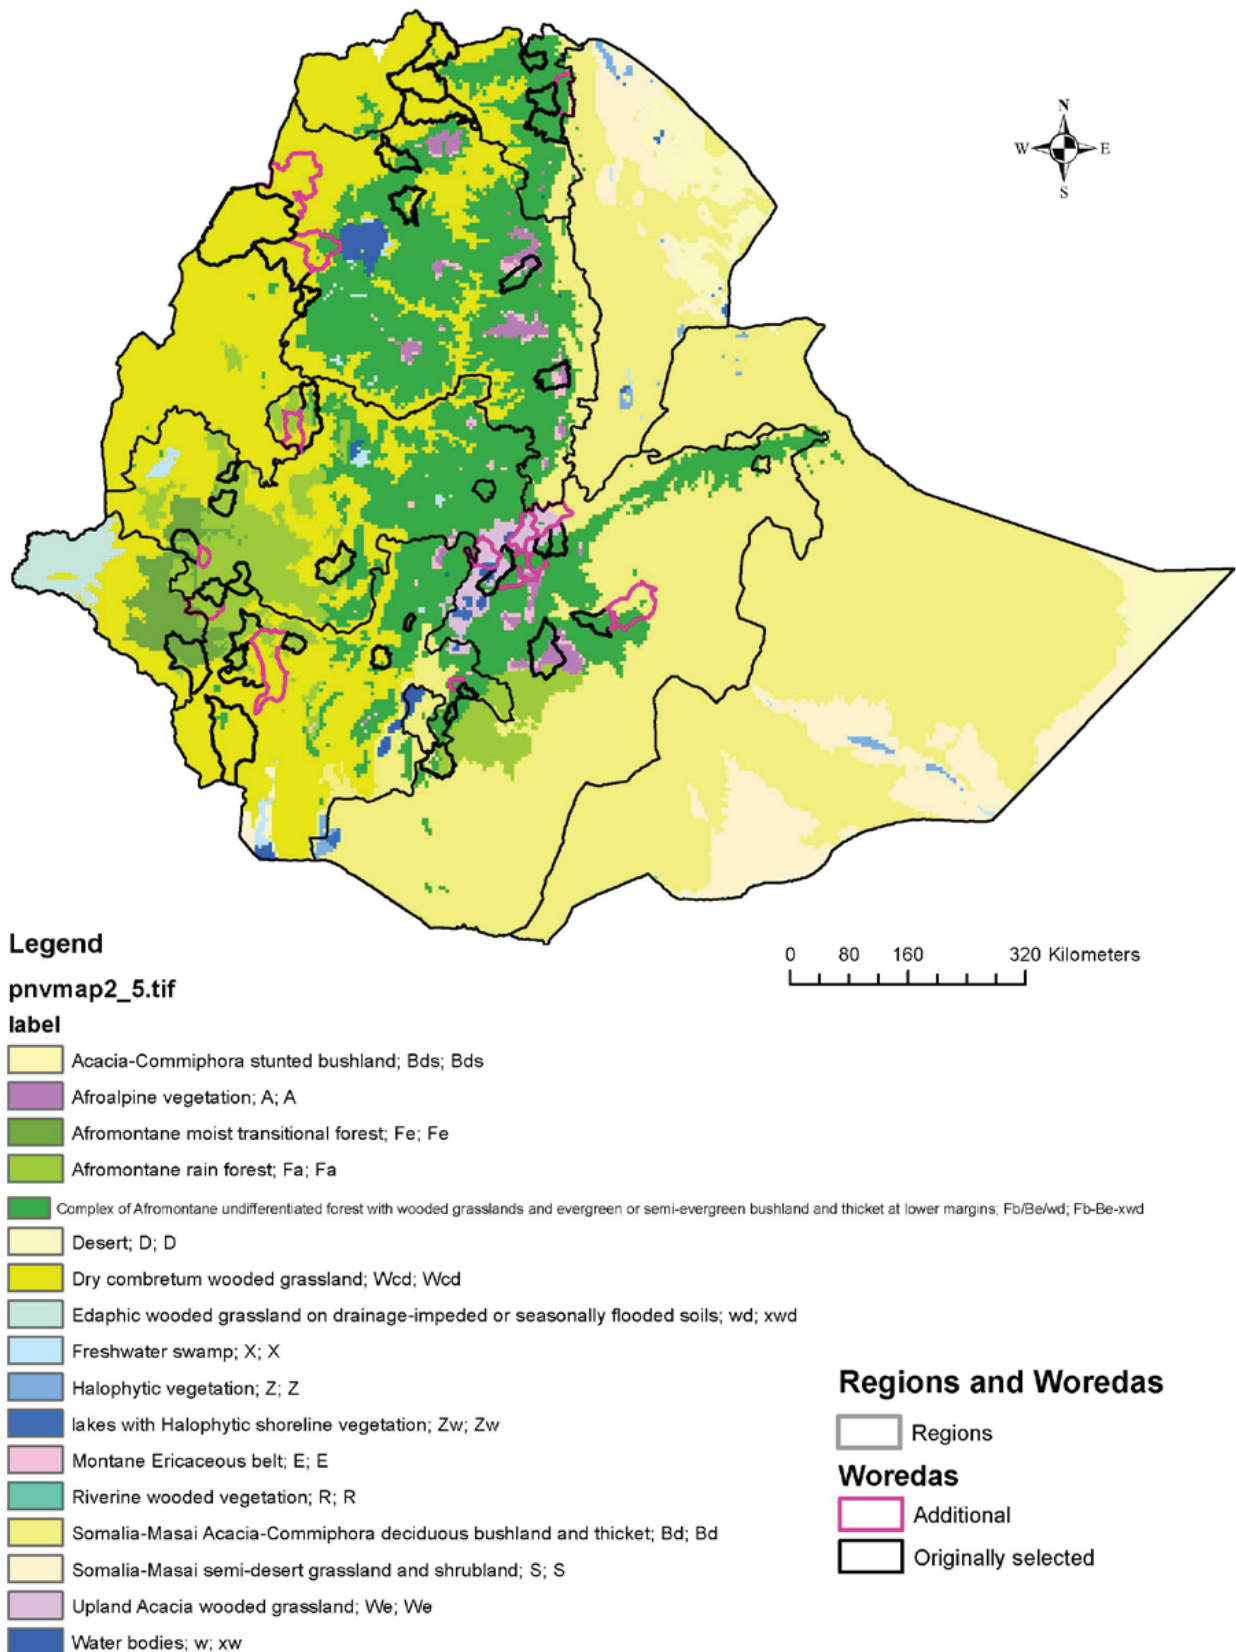 N
W E
S
0 80 160 320 Kilometers
Legend
pnvmap2_5.tif
label
Acacia-Commiphora stunted bushland; Bds; Bds
Afroalpine vegetation; A; A
Afromontane moist transitional forest; Fe; Fe
Afromontane rain forest; Fa; Fa
Complex of Afromontane undifferentiated forest with wooded grasslands and evergreen or semi-evergreen bushland and thicket at lower margins; Fb/Be/wd; Fb-Be-xwd
Desert; D; D
Dry combretum wooded grassland; Wcd; Wcd
Edaphic wooded grassland on drainage-impeded or seasonally flooded soils; wd; xwd
Freshwater swamp; X; X
Halophytic vegetation; Z; Z
lakes with Halophytic shoreline vegetation; Zw; Zw
Montane Ericaceous belt; E; E
Riverine wooded vegetation; R; R
Somalia-Masai Acacia-Commiphora deciduous bushland and thicket; Bd; Bd
Somalia-Masai semi-desert grassland and shrubland; S; S
Upland Acacia wooded grassland; We; We
Water bodies; w; xw
Regions and Woredas
Regions
Woredas
Additional
Originally selected